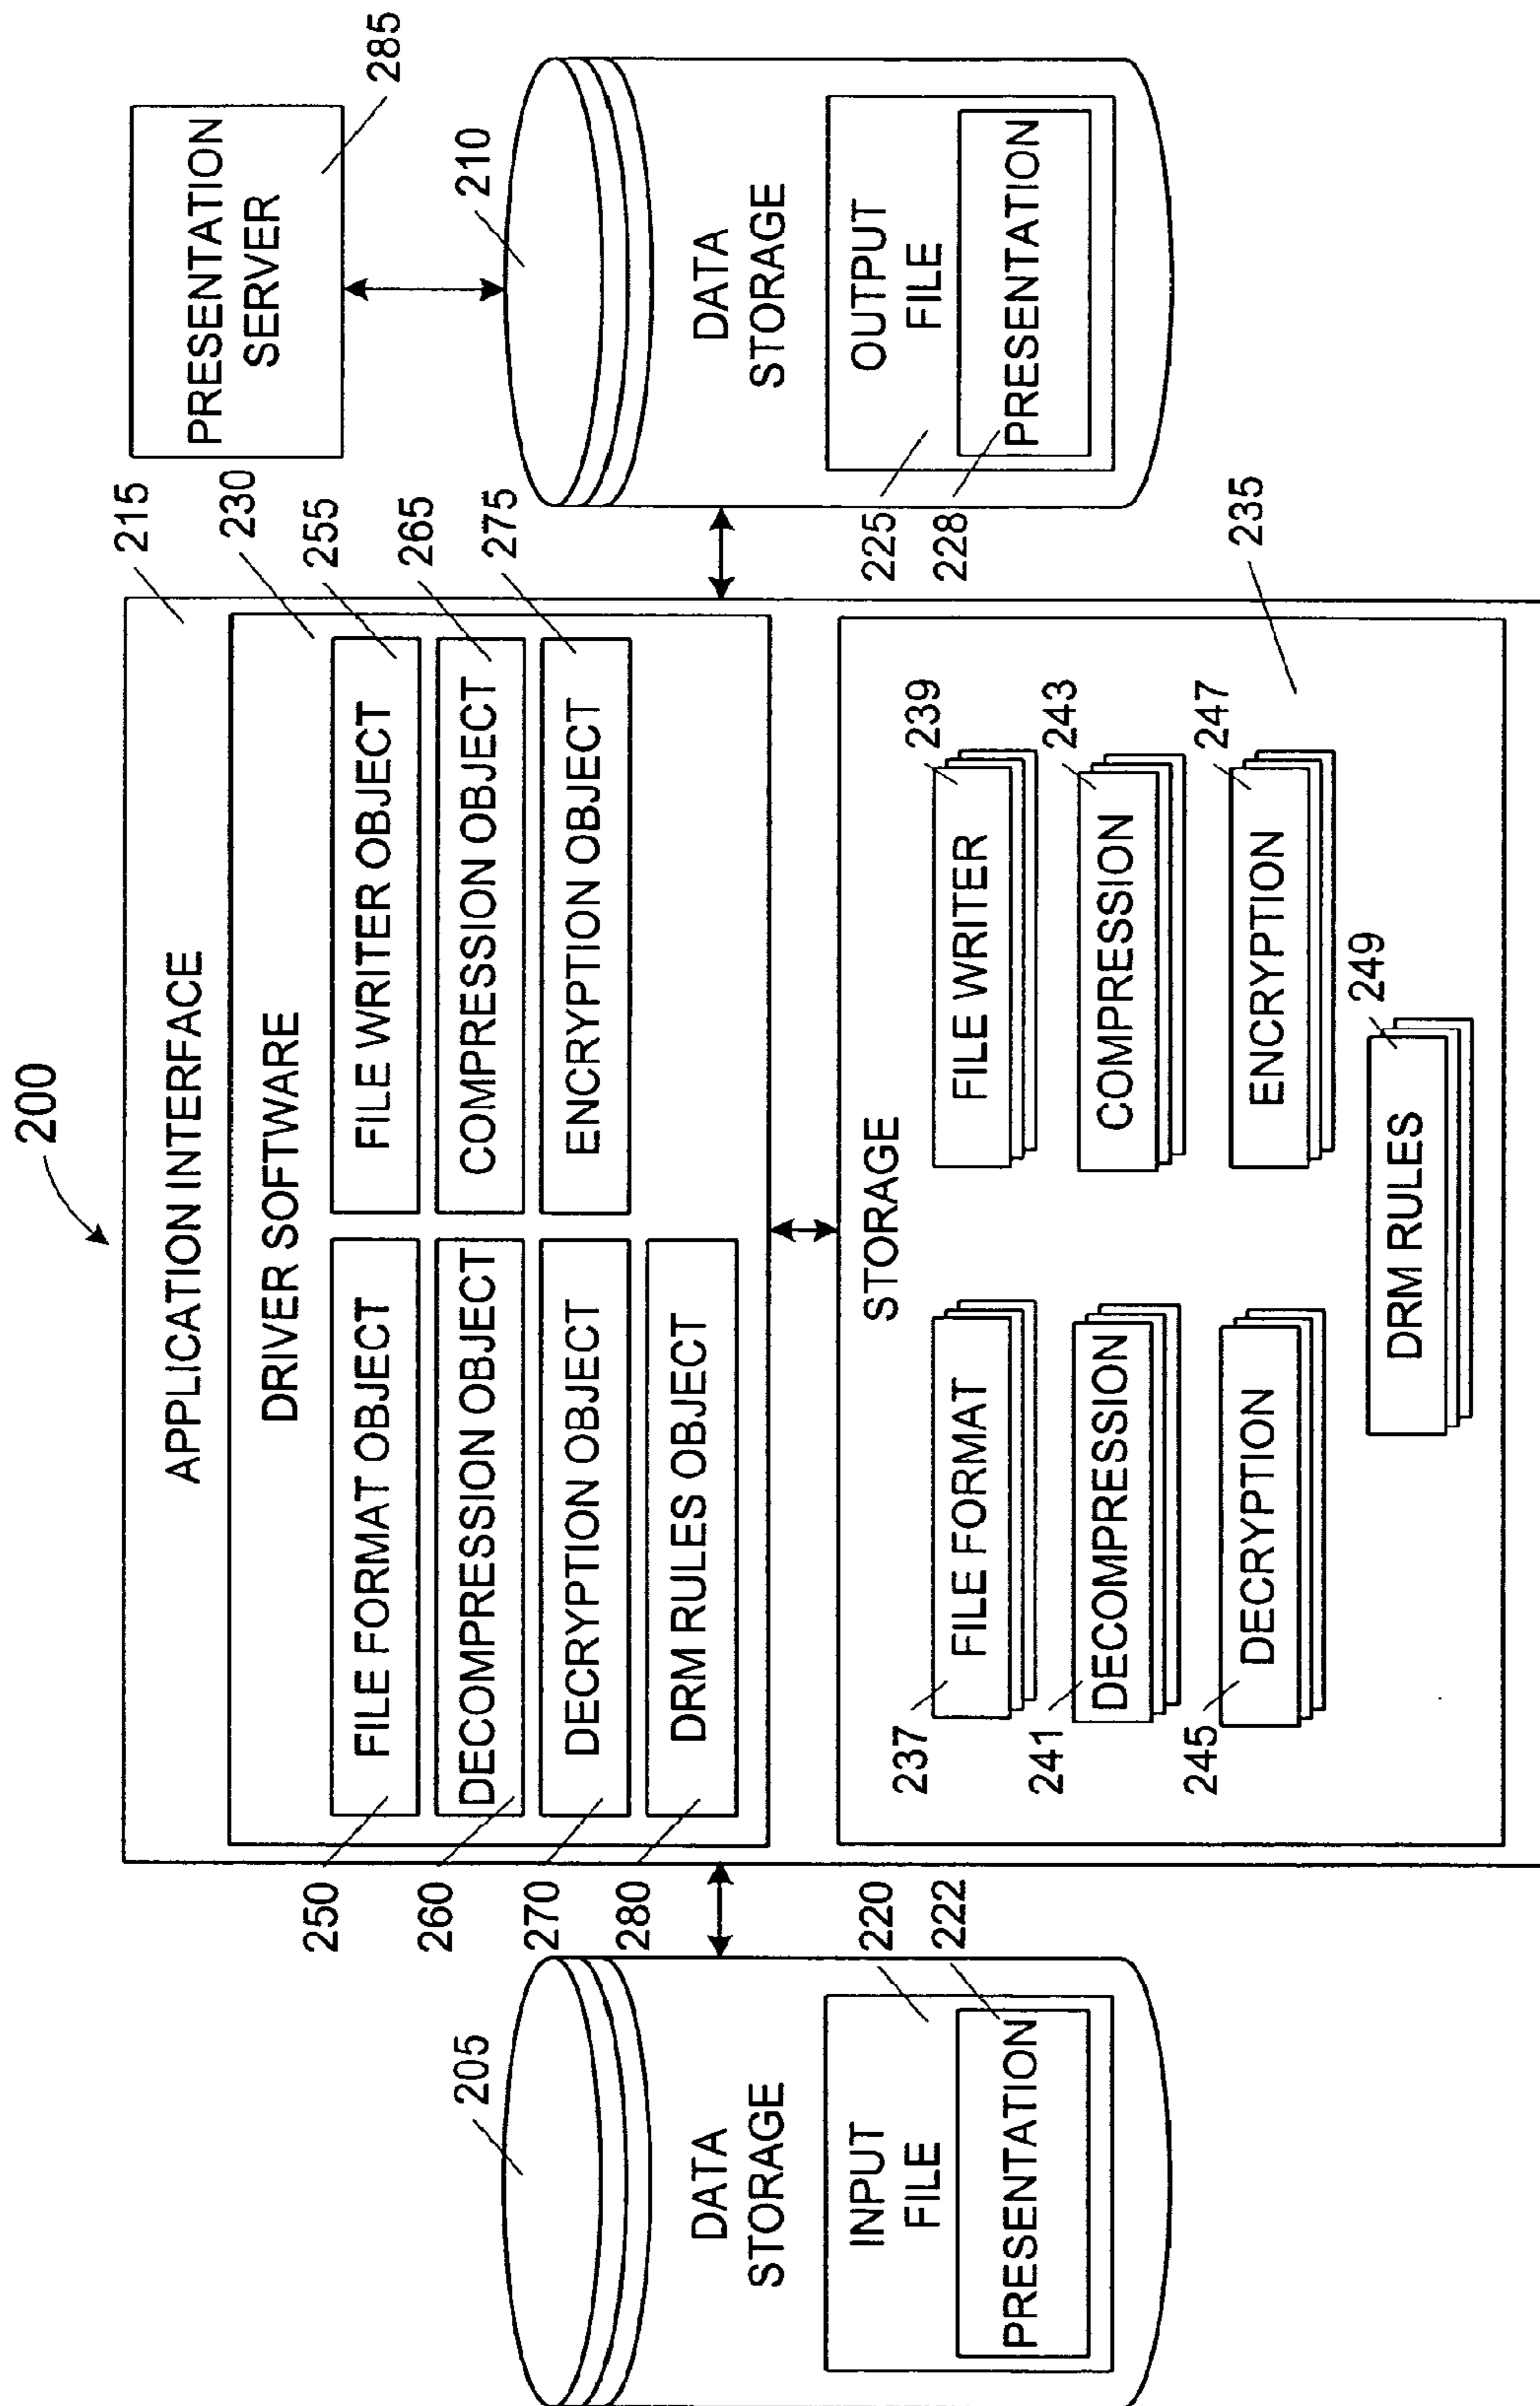 200
205
DATA
STORAGE
INPUT
FILE
PRESENTATION
220
222
APPLICATION INTERFACE
215
DRIVER SOFTWARE
230
FILE FORMAT OBJECT
250
FILE WRITER OBJECT
255
DECOMPRESSION OBJECT
260
COMPRESSION OBJECT
265
DECRYPTION OBJECT
270
ENCRYPTION OBJECT
275
DRM RULES OBJECT
280
STORAGE
235
FILE FORMAT
237
FILE WRITER
239
DECOMPRESSION
241
COMPRESSION
243
DECRYPTION
245
ENCRYPTION
247
DRM RULES
249
PRESENTATION
SERVER
285
210
DATA
STORAGE
OUTPUT
FILE
PRESENTATION
225
228